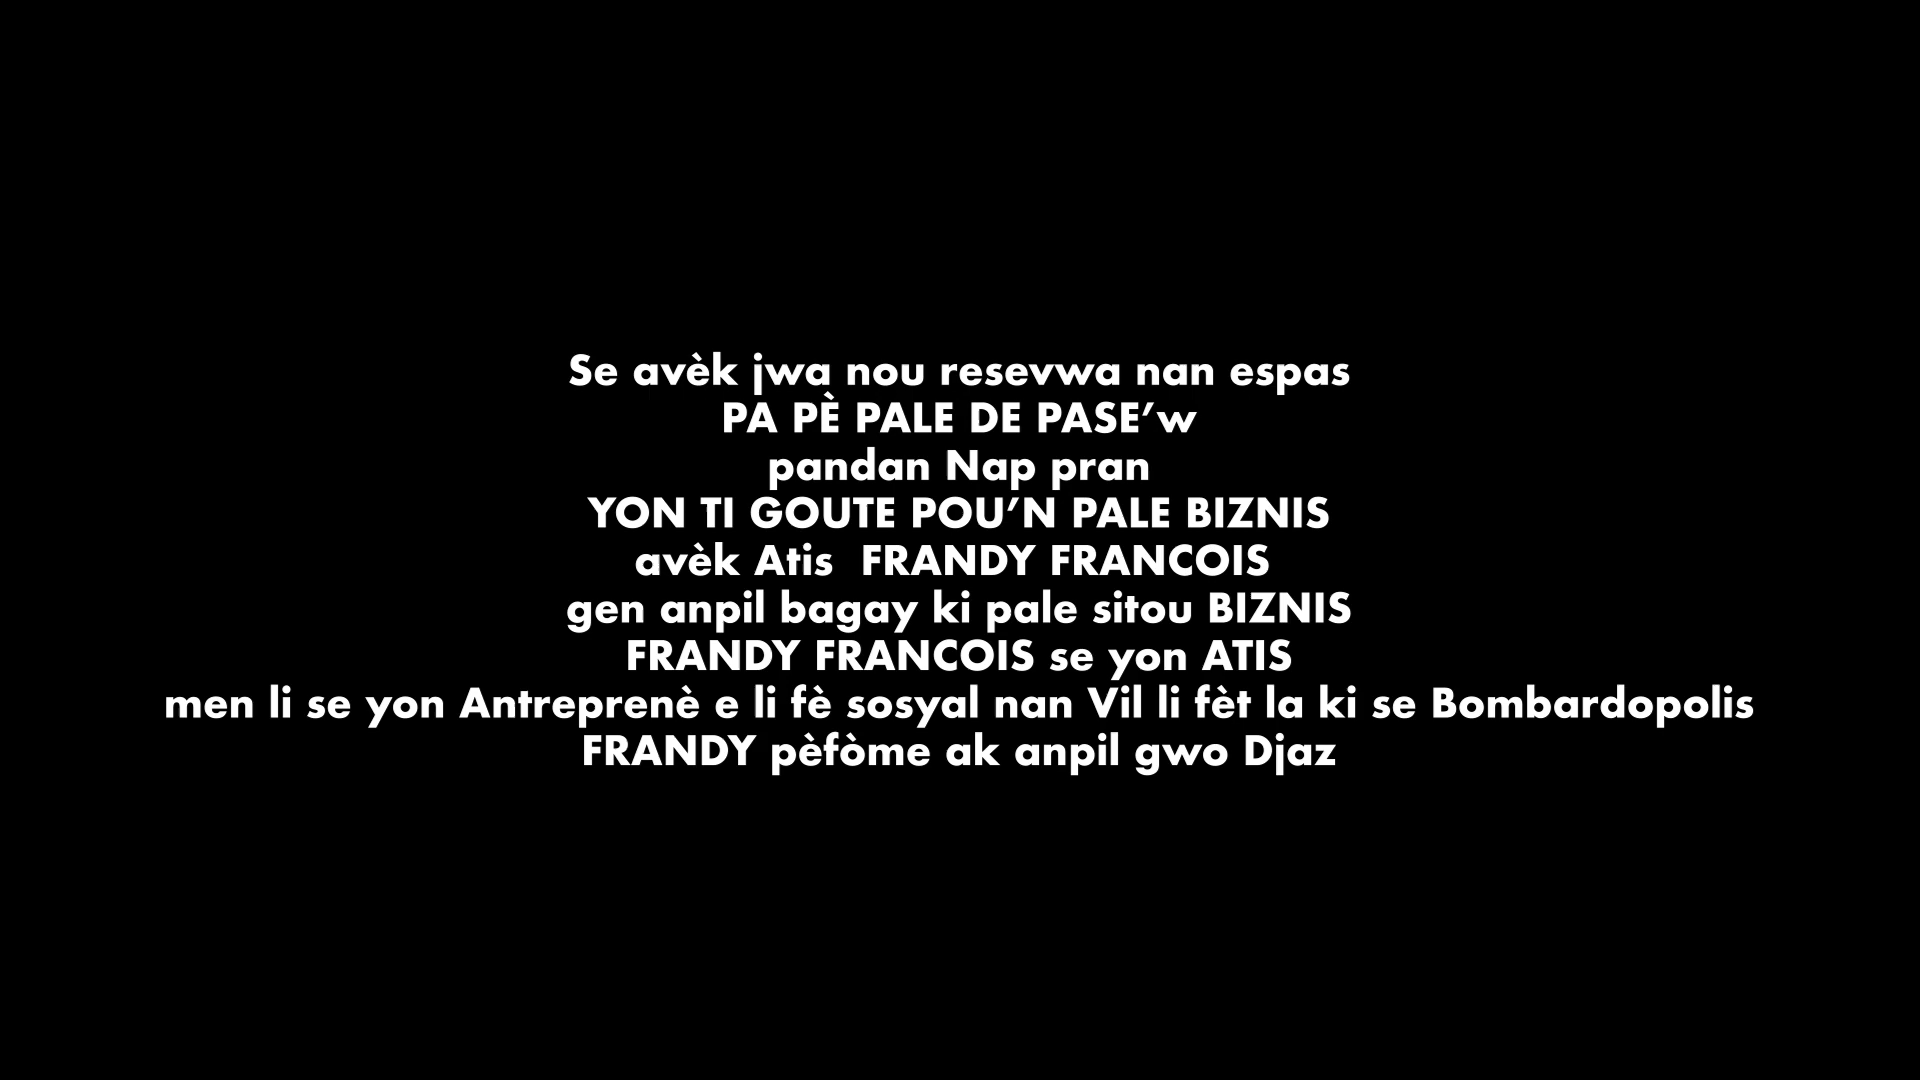 Se avèk jwa nou resevwa nan espas
PA PÈ PALE DE PASE’w
pandan Nap pran
YON TI GOUTE POU’N PALE BIZNIS
avèk Atis  FRANDY FRANCOIS
gen anpil bagay ki pale sitou BIZNIS
FRANDY FRANCOIS se yon ATIS
men li se yon Antreprenè e li fè sosyal nan Vil li fèt la ki se Bombardopolis
FRANDY pèfòme ak anpil gwo Djaz